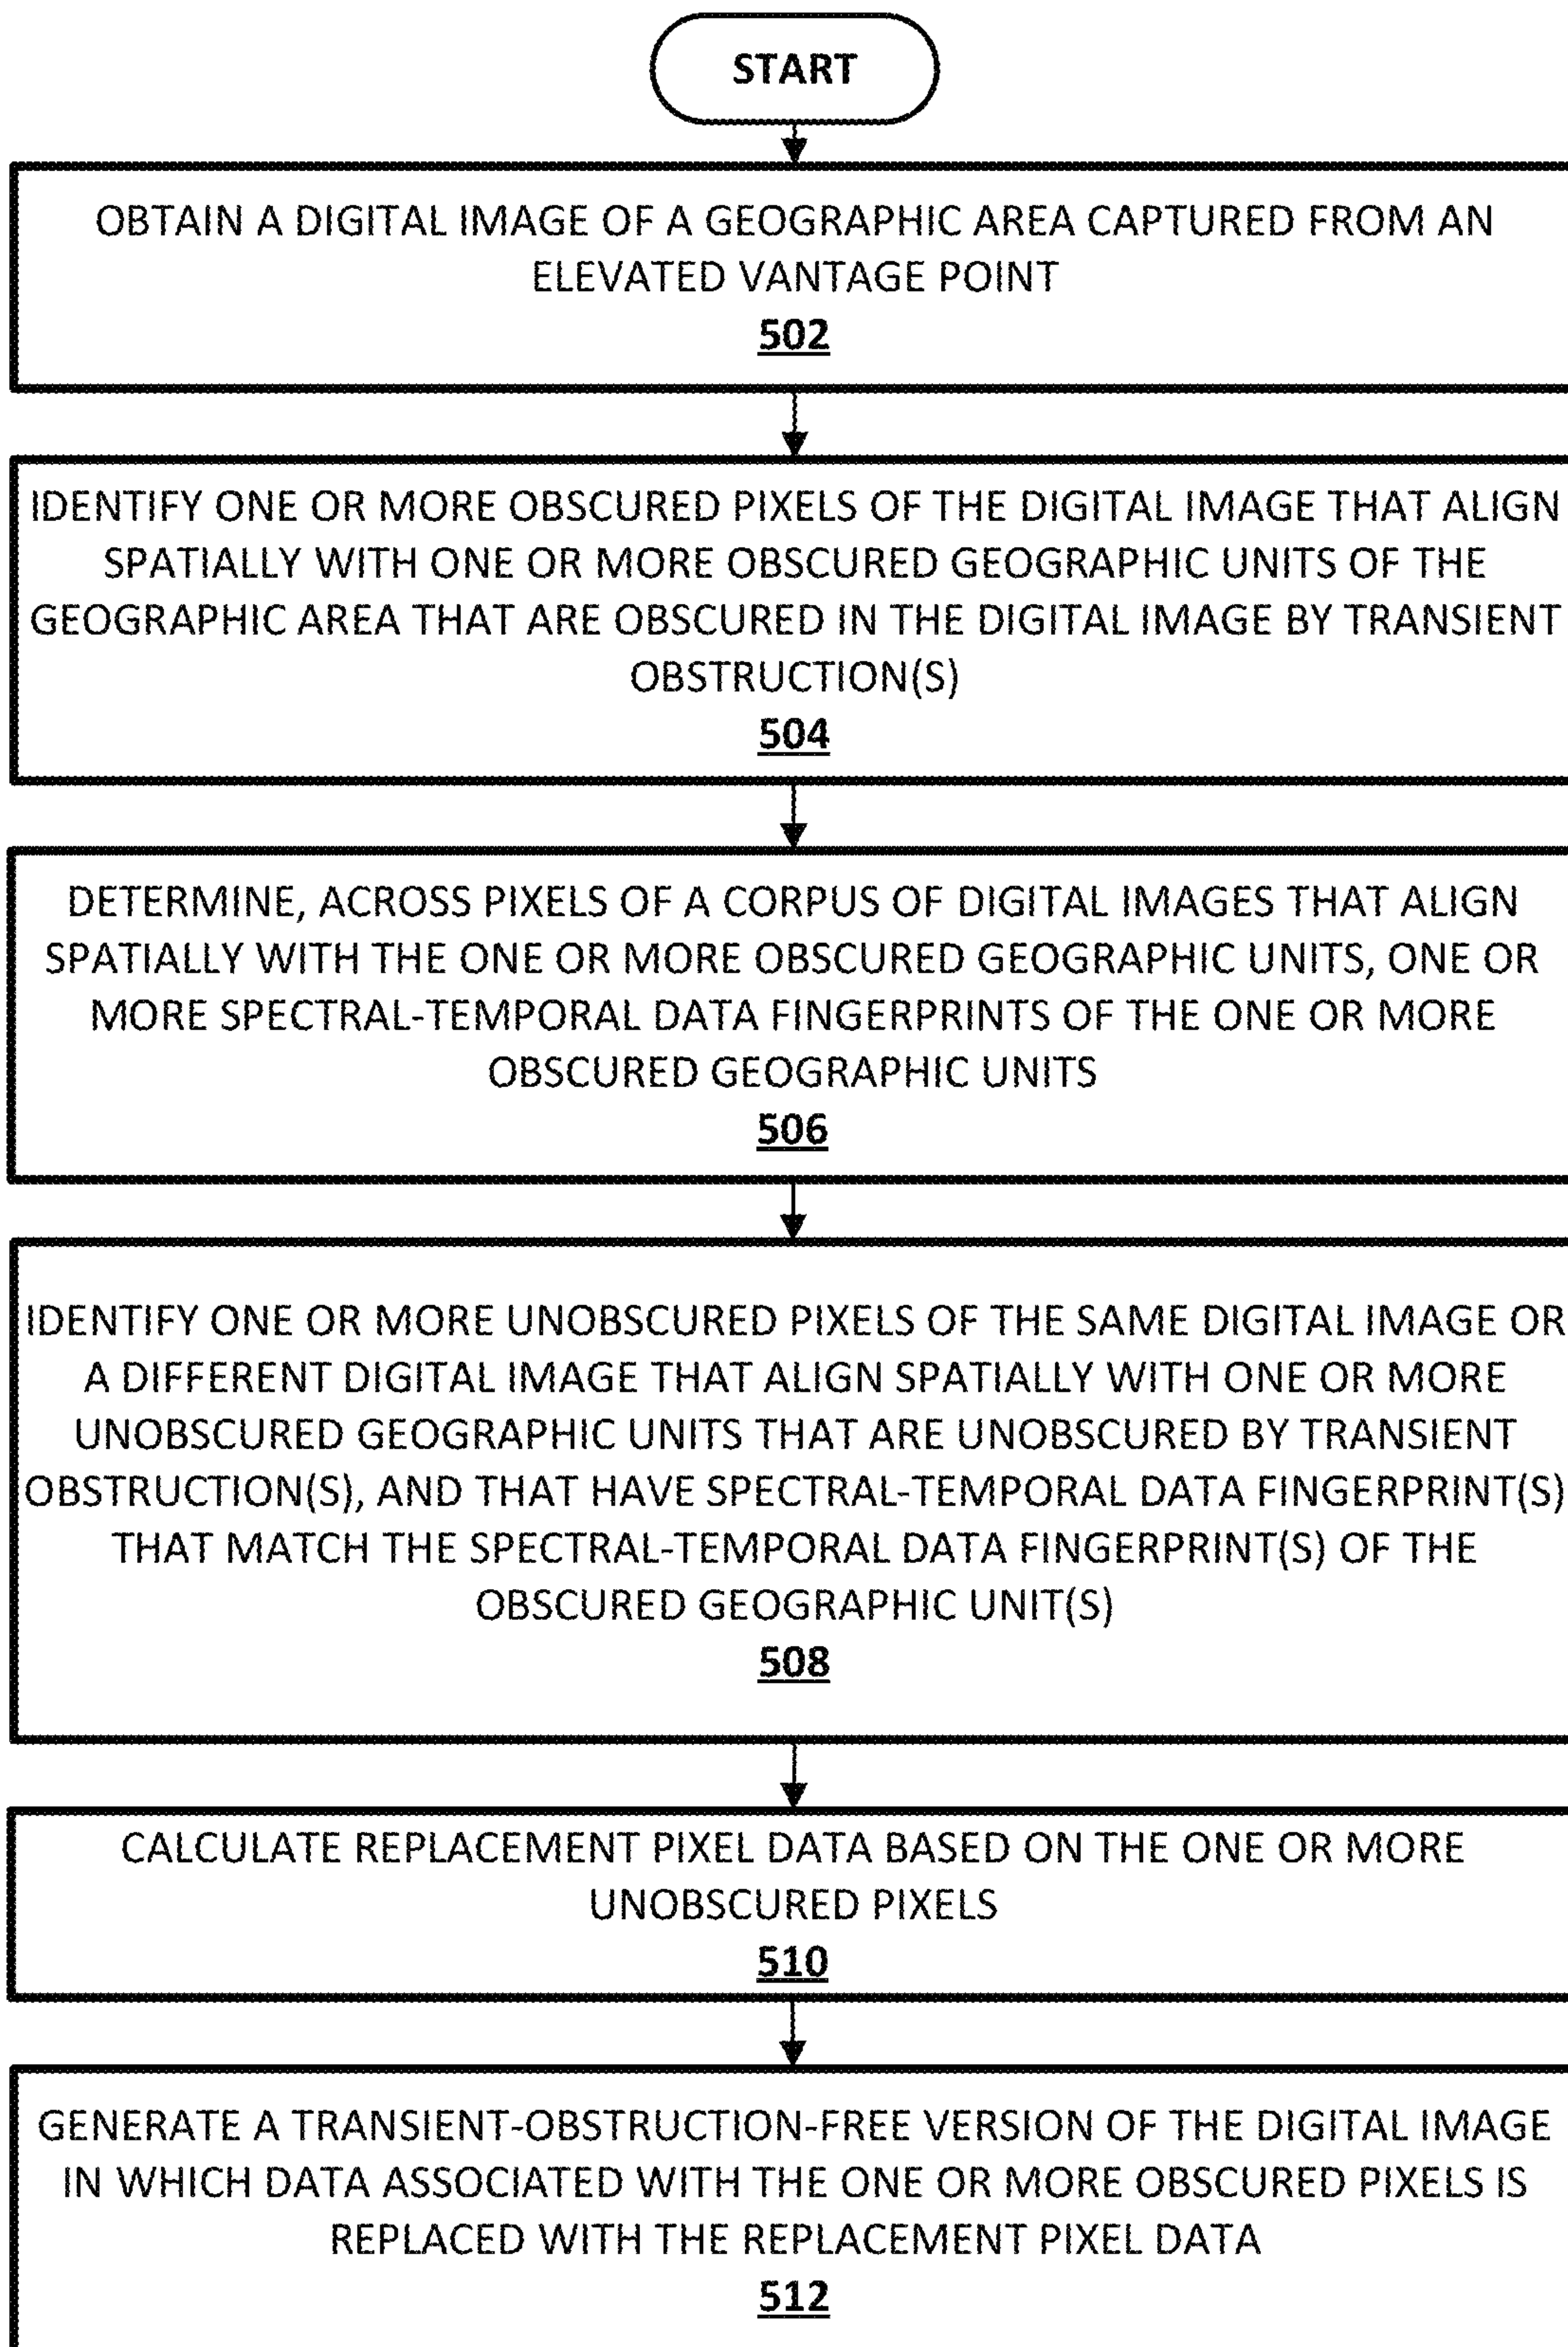 START
OBTAIN A DIGITAL IMAGE OF A GEOGRAPHIC AREA CAPTURED FROM AN
ELEVATED VANTAGE POINT
502
IDENTIFY ONE OR MORE OBSCURED PIXELS OF THE DIGITAL IMAGE THAT ALIGN
SPATIALLY WITH ONE OR MORE OBSCURED GEOGRAPHIC UNITS OF THE
GEOGRAPHIC AREA THAT ARE OBSCURED IN THE DIGITAL IMAGE BY TRANSIENT
OBSTRUCTION(S)
504
DETERMINE, ACROSS PIXELS OF A CORPUS OF DIGITAL IMAGES THAT ALIGN
SPATIALLY WITH THE ONE OR MORE OBSCURED GEOGRAPHIC UNITS, ONE OR
MORE SPECTRAL-TEMPORAL DATA FINGERPRINTS OF THE ONE OR MORE
OBSCURED GEOGRAPHIC UNITS
506
IDENTIFY ONE OR MORE UNOBSCURED PIXELS OF THE SAME DIGITAL IMAGE OR
A DIFFERENT DIGITAL IMAGE THAT ALIGN SPATIALLY WITH ONE OR MORE
UNOBSCURED GEOGRAPHIC UNITS THAT ARE UNOBSCURED BY TRANSIENT
OBSTRUCTION(S), AND THAT HAVE SPECTRAL-TEMPORAL DATA FINGERPRINT(S)
THAT MATCH THE SPECTRAL-TEMPORAL DATA FINGERPRINT(S) OF THE
OBSCURED GEOGRAPHIC UNIT(S)
508
CALCULATE REPLACEMENT PIXEL DATA BASED ON THE ONE OR MORE
UNOBSCURED PIXELS
510
GENERATE A TRANSIENT-OBSTRUCTION-FREE VERSION OF THE DIGITAL IMAGE
IN WHICH DATA ASSOCIATED WITH THE ONE OR MORE OBSCURED PIXELS IS
REPLACED WITH THE REPLACEMENT PIXEL DATA
512